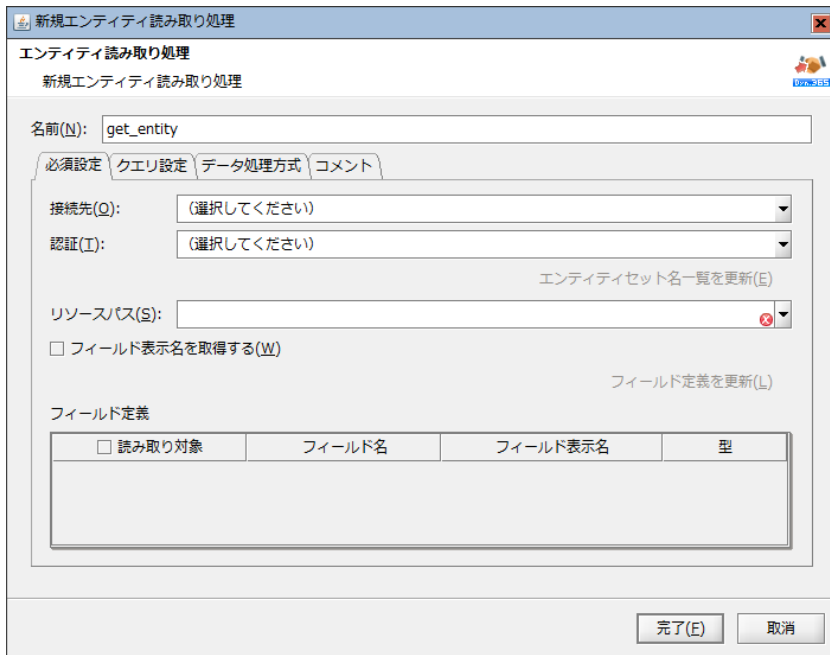 新規エンティティ読み取り処理
エンティティ読み取り処理
新規エンティティ読み取り処理
Dyn.365
名前(N): get_entity
必須設定 クエリ設定 データ処理方式 コメント
接続先(O): （選択してください）
認証(T): （選択してください）
エンティティセット名一覧を更新(E)
リソースパス(S):
フィールド表示名を取得する(W)
フィールド定義を更新(L)
フィールド定義
読み取り対象 フィールド名 フィールド表示名 型
完了(F) 取消